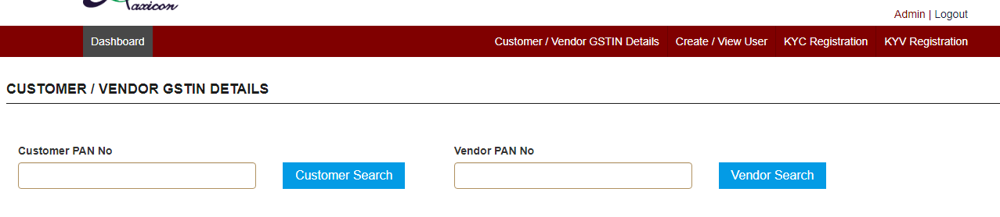 axicon
Admin | Logout
Dashboard
Customer / Vendor GSTIN Details
Create / View User
KYC Registration
KYV Registration
CUSTOMER / VENDOR GSTIN DETAILS
Customer PAN No
Vendor PAN No
Customer Search
Vendor Search